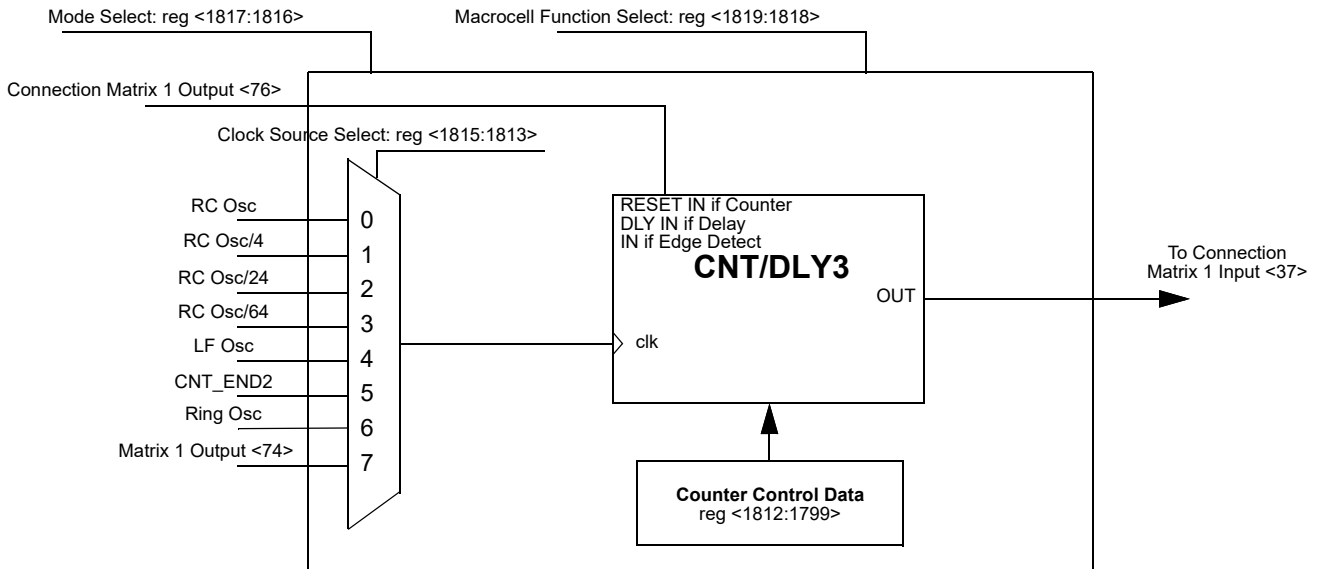 Mode Select: reg <1817:1816>
Macrocell Function Select: reg <1819:1818>
Connection Matrix 1 Output <76>
Clock Source Select: reg <1815:1813>
RC Osc
0
RC Osc/4
1
RC Osc/24
2
RC Osc/64
3
LF Osc
4
CNT_END2
5
Ring Osc
6
Matrix 1 Output <74>
7
RESET IN if Counter
DLY IN if Delay
IN if Edge Detect
CNT/DLY3
OUT
clk
To Connection
Matrix 1 Input <37>
Counter Control Data
reg <1812:1799>